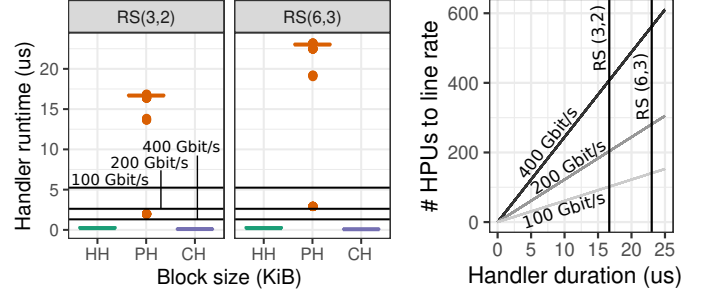 RS(3,2)
RS(6,3)
Handler runtime (us)
20
15
10
5
0
400 Gbit/s
200 Gbit/s
100 Gbit/s
HH
PH
CH
HH
PH
CH
Block size (KiB)
# HPUs to line rate
600
400
200
0
RS (3,2)
RS (6,3)
400 Gbit/s
200 Gbit/s
100 Gbit/s
0
5
10
15
20
25
Handler duration (us)